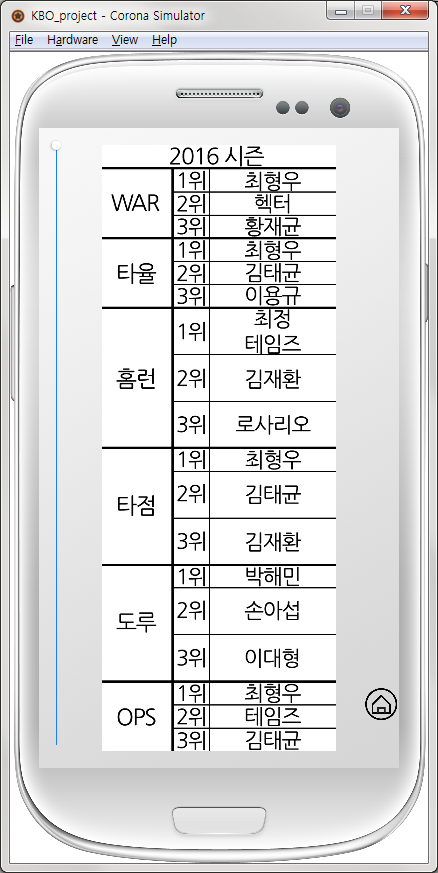 KBO_project - Corona Simulator
File Hardware View Help
2016 시즌
WAR
1위 최형우
2위 헥터
3위 황재균
타율
1위 최형우
2위 김태균
3위 이용규
홈런
1위 최정
테임즈
2위 김재환
3위 로사리오
타점
1위 최형우
2위 김태균
3위 김재환
도루
1위 박해민
2위 손아섭
3위 이대형
OPS
1위 최형우
2위 테임즈
3위 김태균